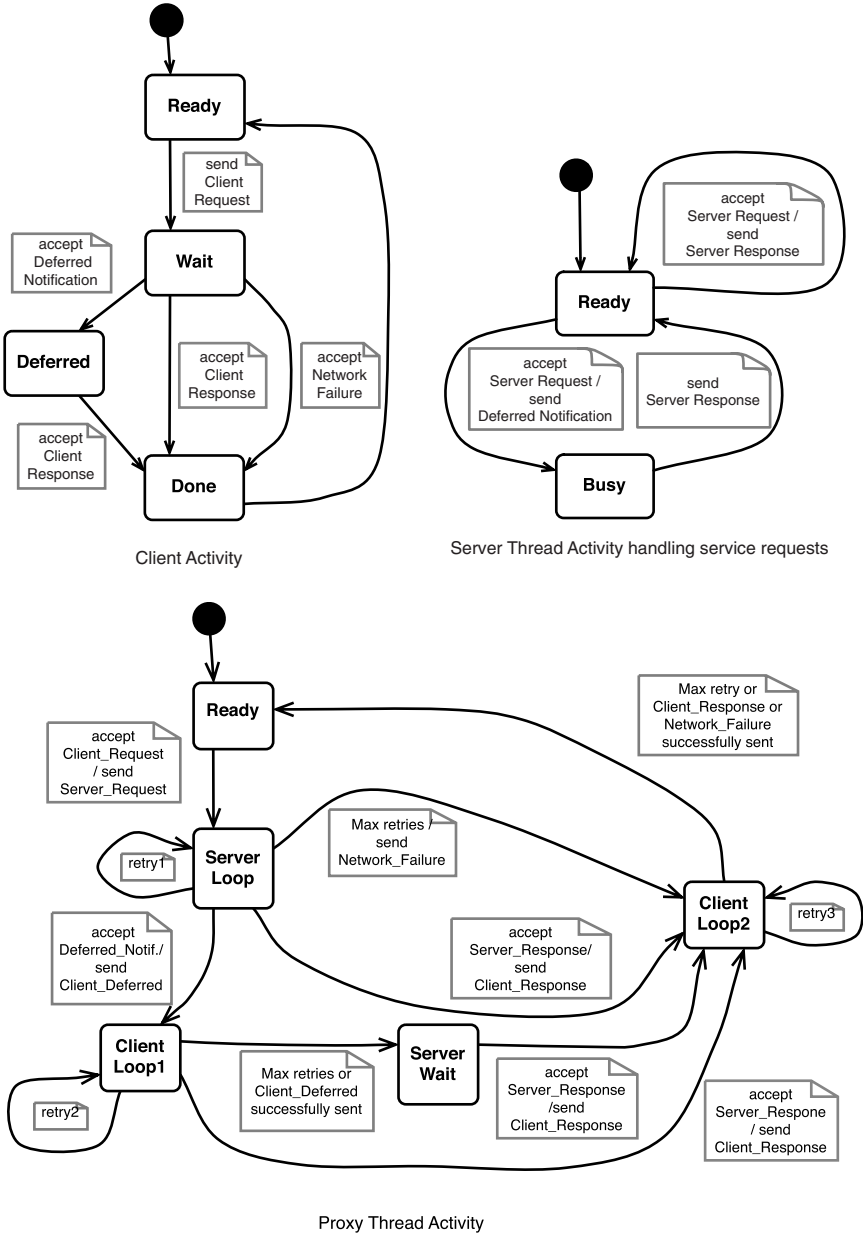 Ready
send
Client
Request
accept
Deferred
Notification
Wait
Deferred
accept
Client
Response
accept
Network
Failure
accept
Client
Response
Done
Client Activity
accept
Server Request /
send
Server Response
Ready
accept
Server Request /
send
Deferred Notification
send
Server Response
Busy
Server Thread Activity handling service requests
Ready
accept
Client_Request
/ send
Server_Request
Max retry or
Client_Response or
Network_Failure
successfully sent
Server
Loop
retry1
Max retries /
send
Network_Failure
Client
Loop2
retry3
accept
Deferred_Notif./
send
Client_Deferred
accept
Server_Response/
send
Client_Response
Client
Loop1
retry2
Max retries or
Client_Deferred
successfully sent
Server
Wait
accept
Server_Response
/send
Client_Response
accept
Server_Respone
/ send
Client_Response
Proxy Thread Activity